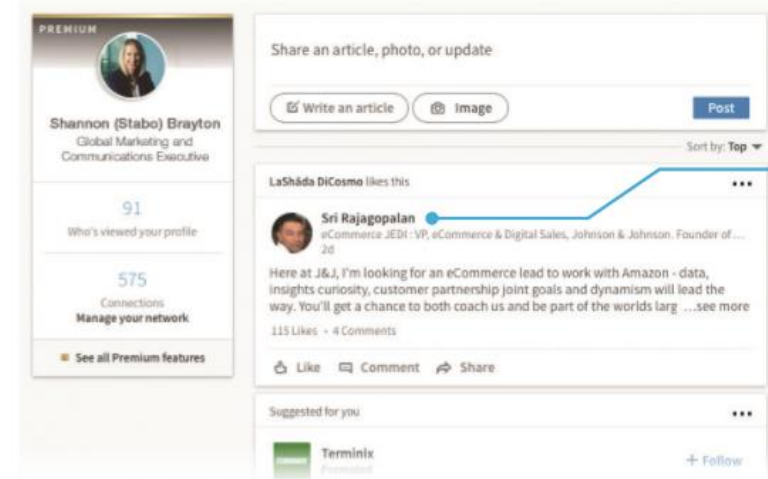 PREMIUM
Shannon (Stabo) Brayton
Global Marketing and
Communications Executive
91
Who's viewed your profile
575
Connections
Manage your network
See all Premium features
Share an article, photo, or update
Write an article
Image
Post
Sort by: Top
LaShåda DiCosmo likes this
Sri Rajagopalan
eCommerce JEDI : VP, eCommerce & Digital Sales, Johnson & Johnson. Founder of ...
2d
Here at J&J, I'm looking for an eCommerce lead to work with Amazon - data,
insights curiosity, customer partnership joint goals and dynamism will lead the
way. You'll get a chance to both coach us and be part of the worlds larg ...see more
115 Likes • 4 Comments
Like Comment Share
Suggested for you
Terminix
Promoted
+ Follow